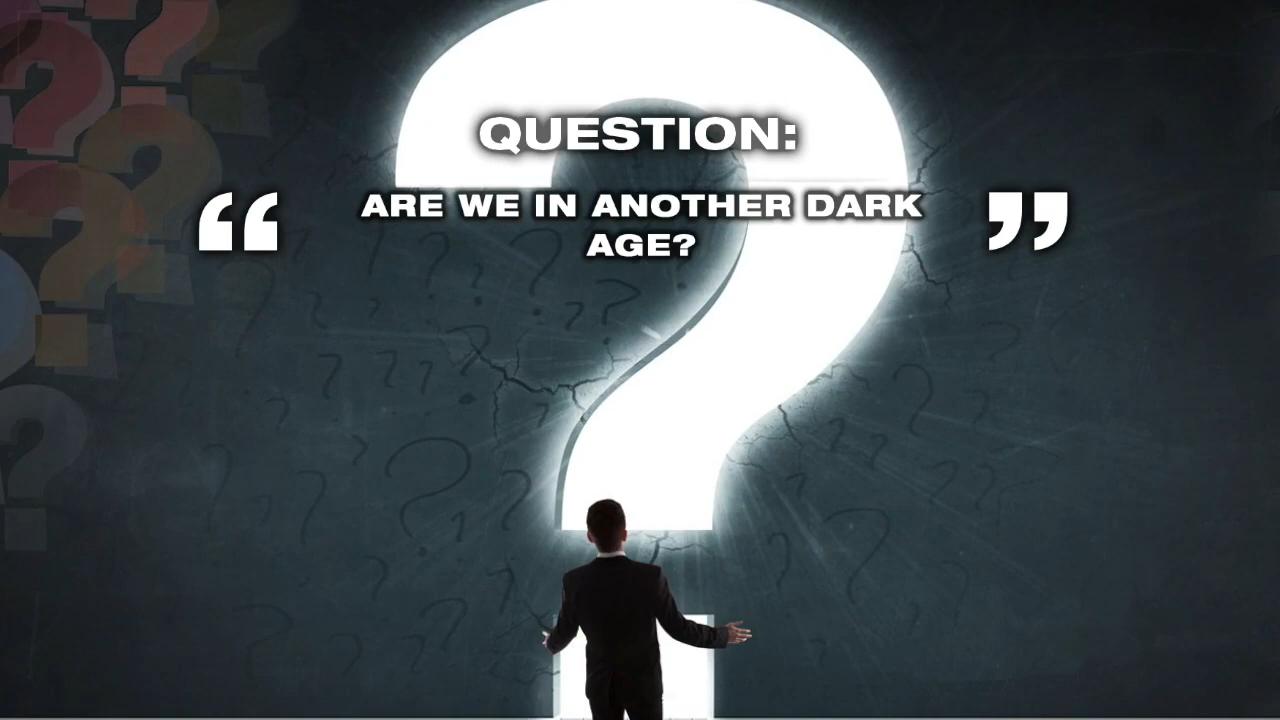 QUESTION:
“ ARE WE IN ANOTHER DARK ”
AGE?